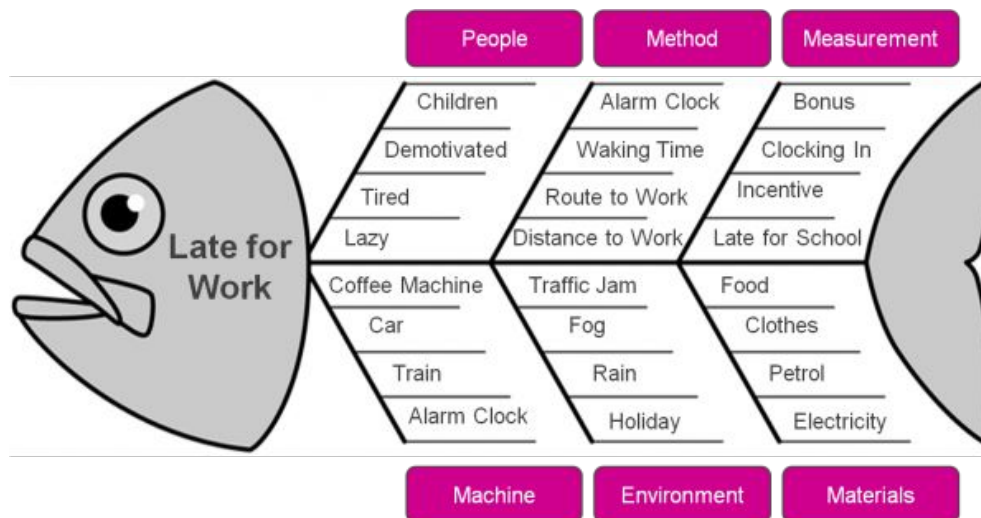 People Method Measurement
Children Alarm Clock Bonus
Demotivated Waking Time Clocking In
Tired Route to Work Incentive
Lazy Distance to Work Late for School
Late for
Work
Coffee Machine Traffic Jam Food
Car Fog Clothes
Train Rain Petrol
Alarm Clock Holiday Electricity
Machine Environment Materials